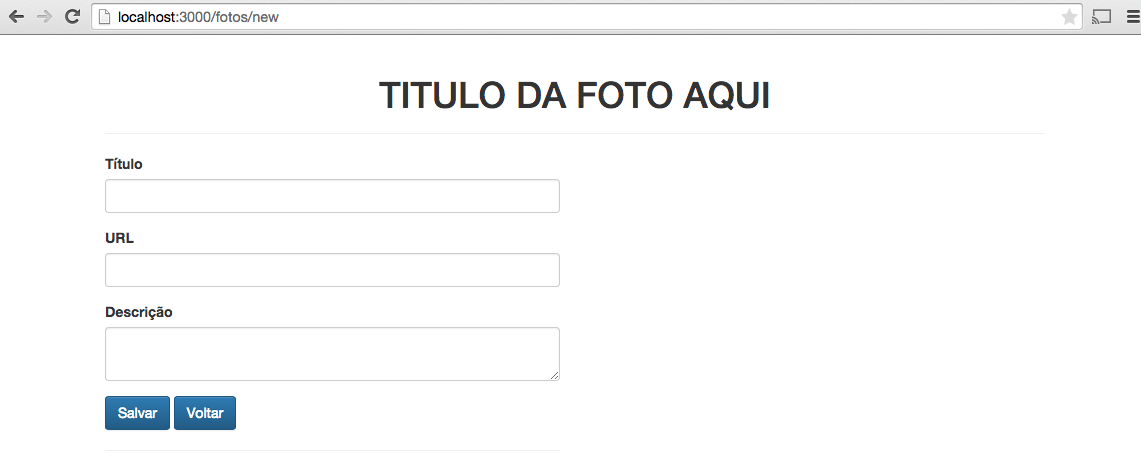 localhost:3000/fotos/new
TITULO DA FOTO AQUI
Título
URL
Descrição
Salvar Voltar